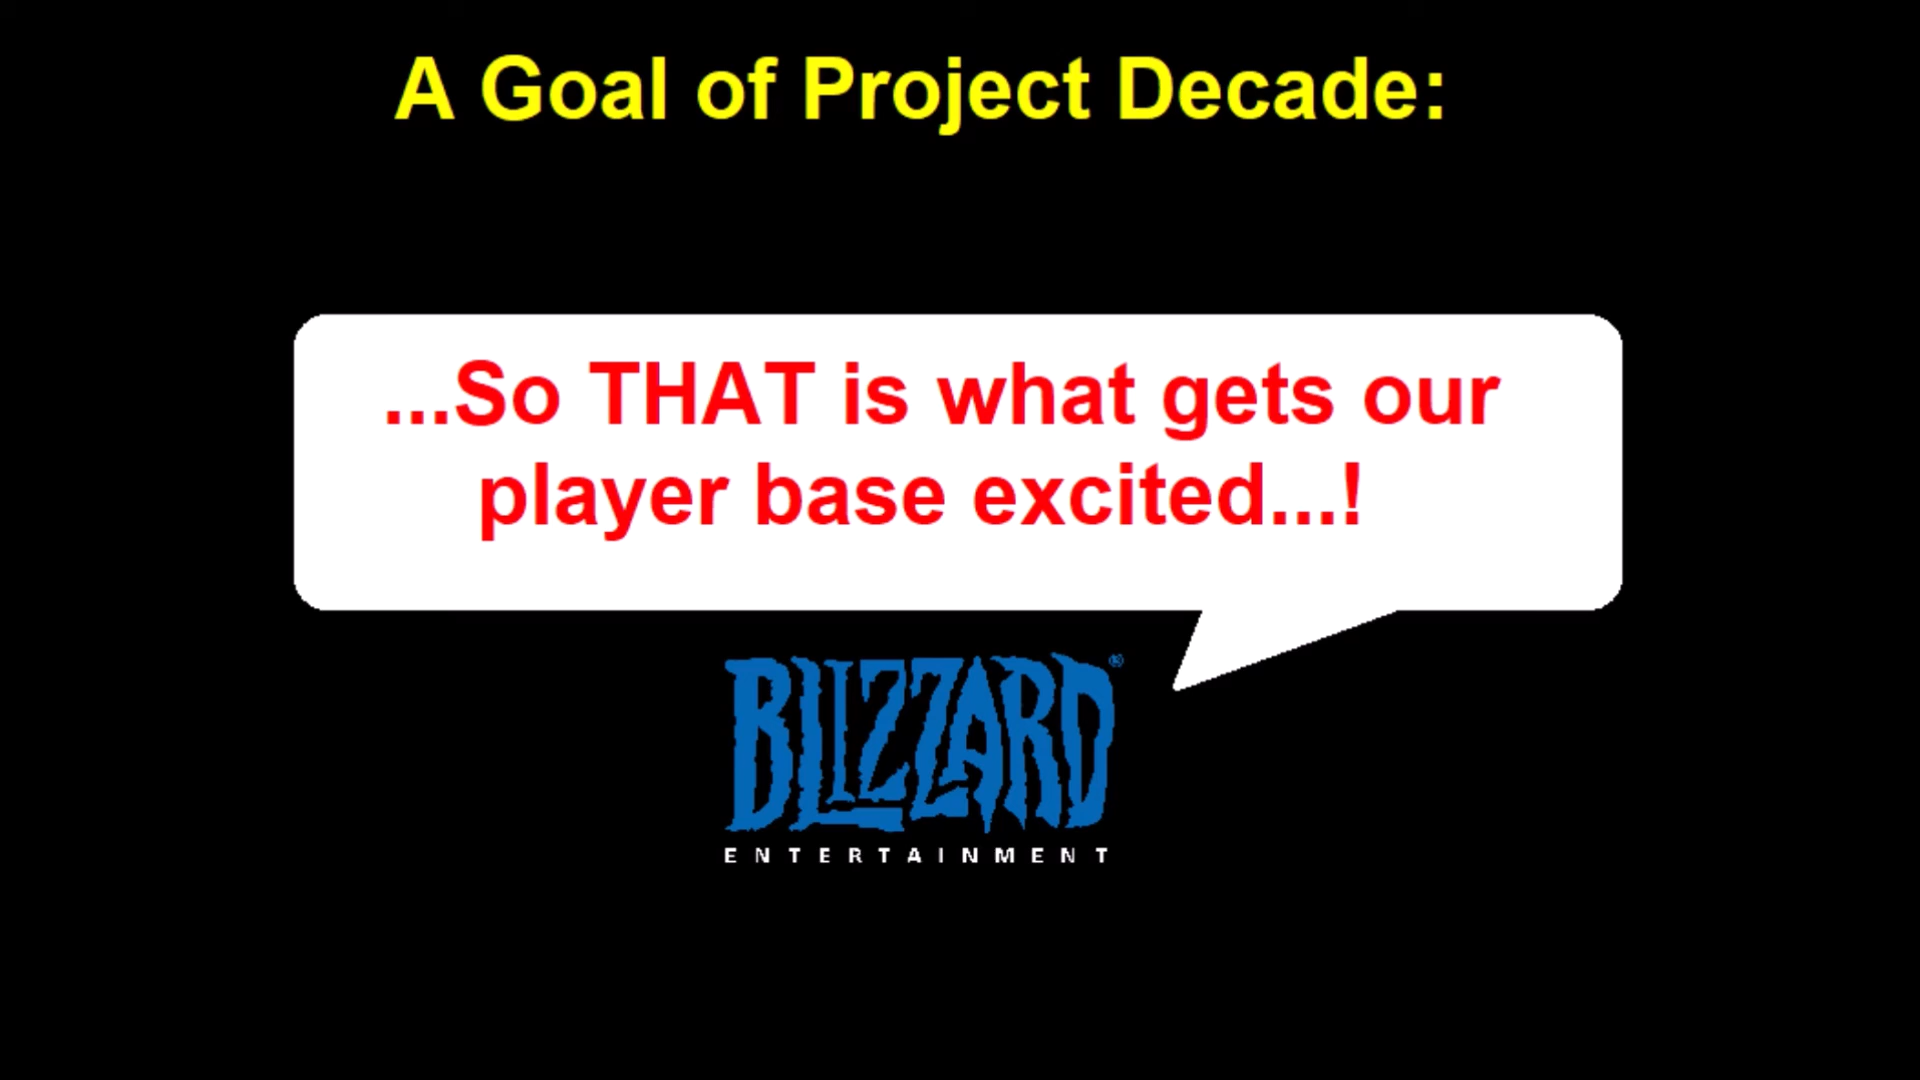 A Goal of Project Decade:
...So THAT is what gets our
player base excited...!
BLIZZARD®
ENTERTAINMENT